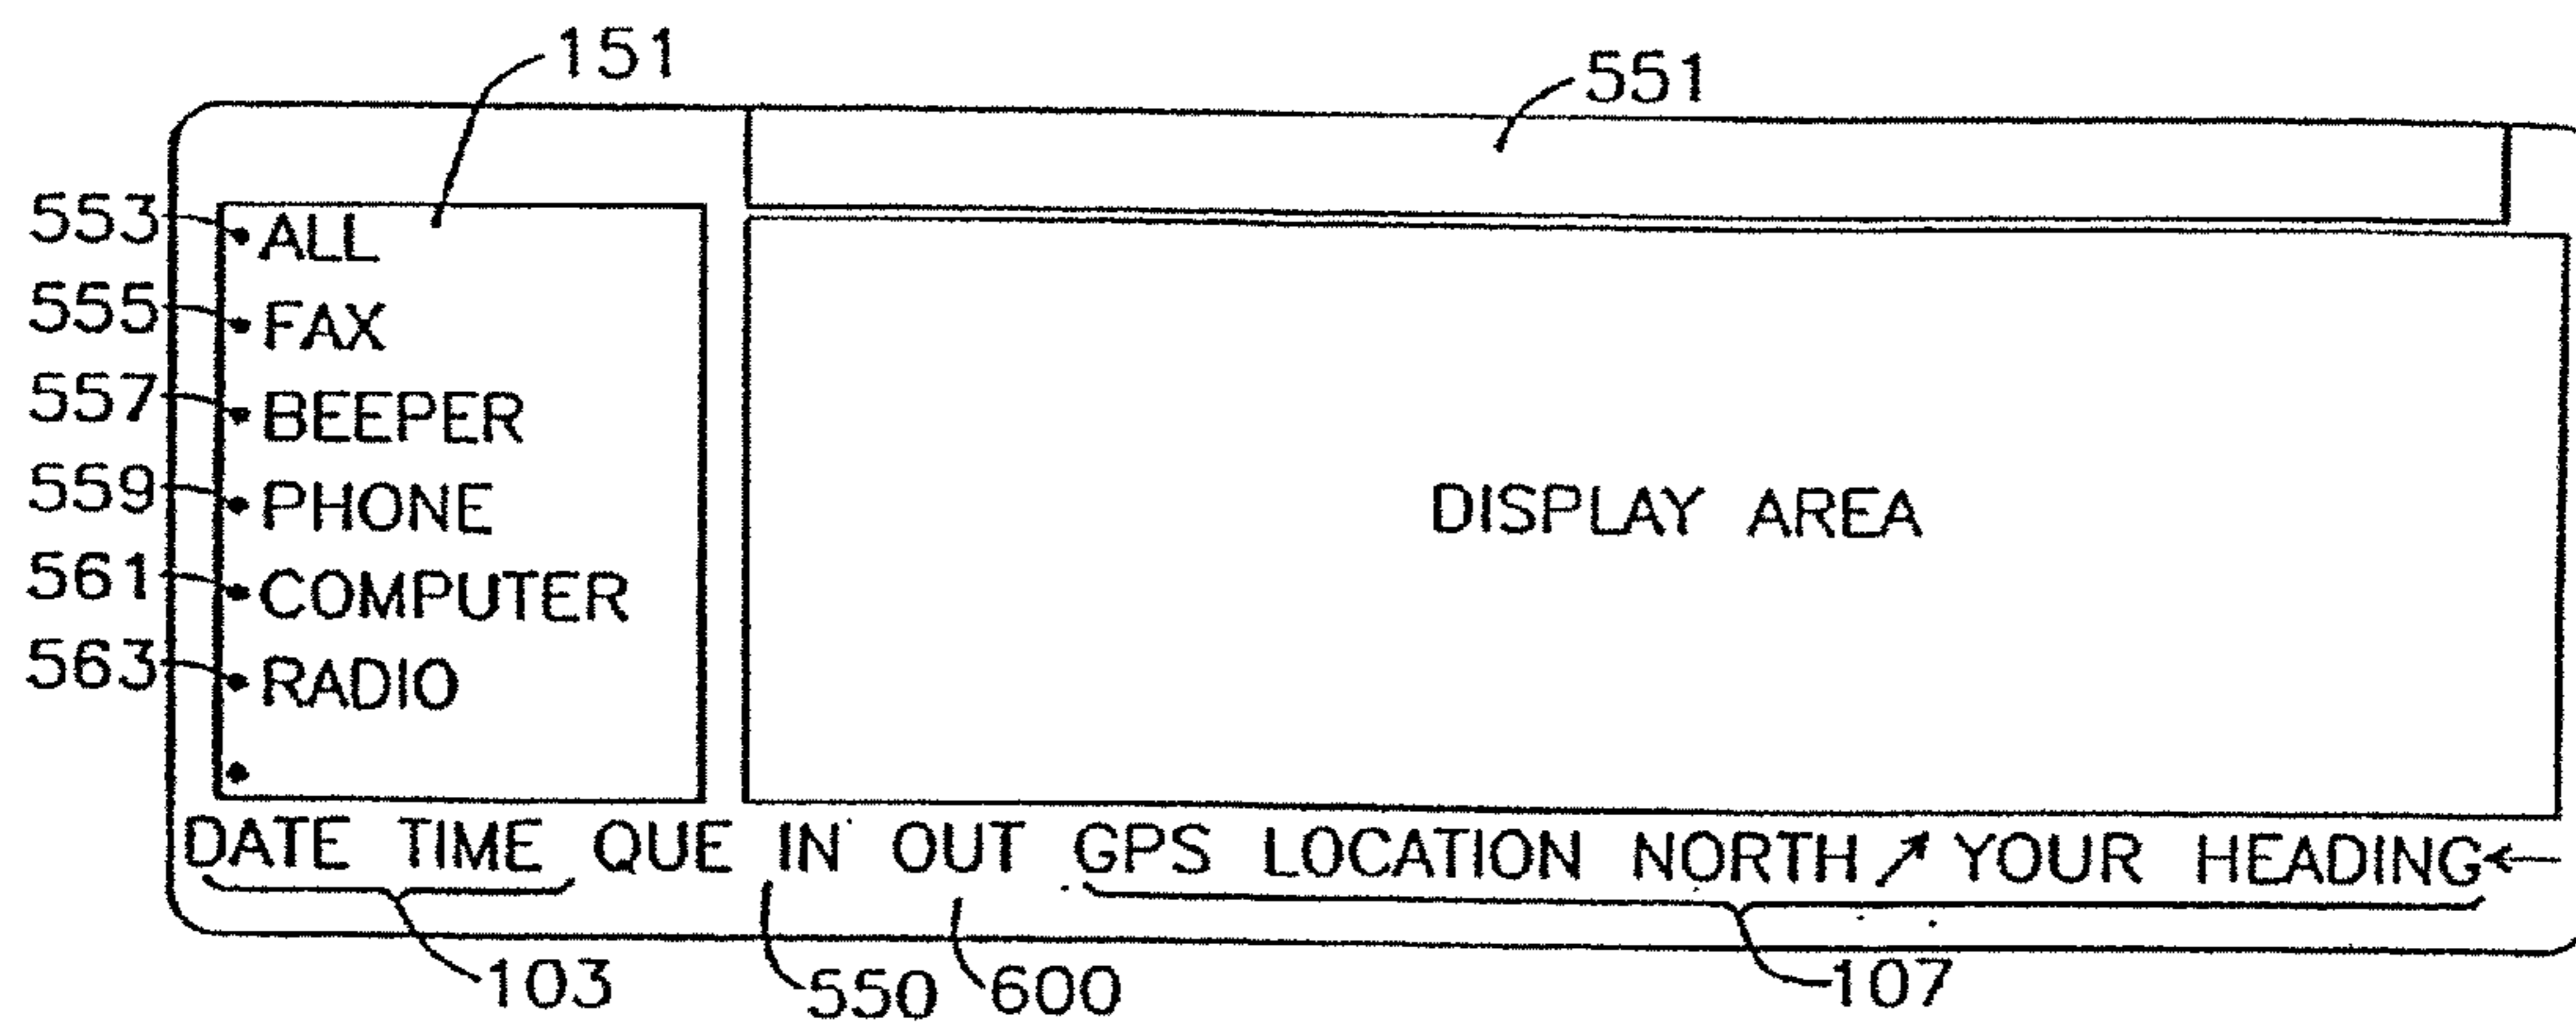 151
551
553 • ALL
555 • FAX
557 • BEEPER
559 • PHONE
561 • COMPUTER
563 • RADIO
•
DISPLAY AREA
DATE TIME QUE IN OUT GPS LOCATION NORTH ↗ YOUR HEADING ←
103 550 600 107